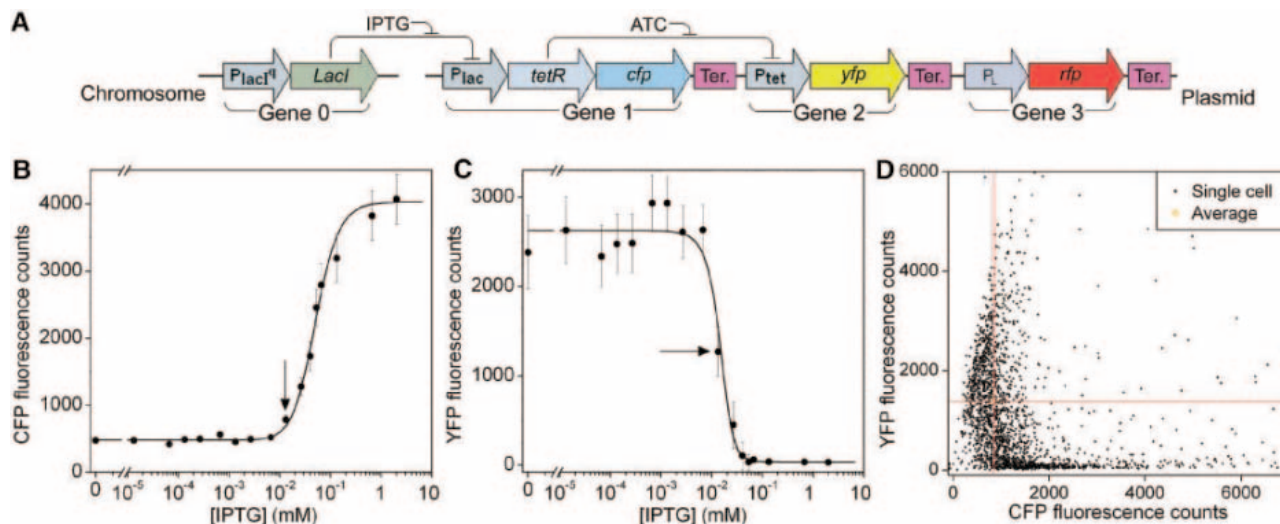 A
IPTG
ATC
PlacIq LacI Plac tetR cfp Ter. Ptet yfp Ter. PL rfp Ter.
Chromosome Plasmid
Gene 0 Gene 1 Gene 2 Gene 3
B
CFP fluorescence counts
4000
3000
2000
1000
0
0 10-5 10-4 10-3 10-2 10-1 1 10
[IPTG] (mM)
C
YFP fluorescence counts
3000
2000
1000
0
0 10-5 10-4 10-3 10-2 10-1 1 10
[IPTG] (mM)
D
YFP fluorescence counts
6000
4000
2000
0
Single cell
Average
0 2000 4000 6000
CFP fluorescence counts